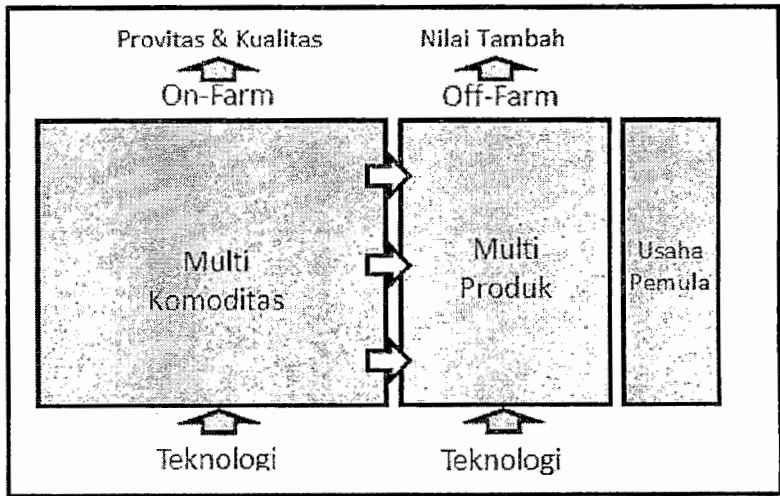 Provitas & Kualitas
Nilai Tambah
On-Farm
Off-Farm
Multi
Komoditas
Multi
Produk
Usaha
Pemula
Teknologi
Teknologi